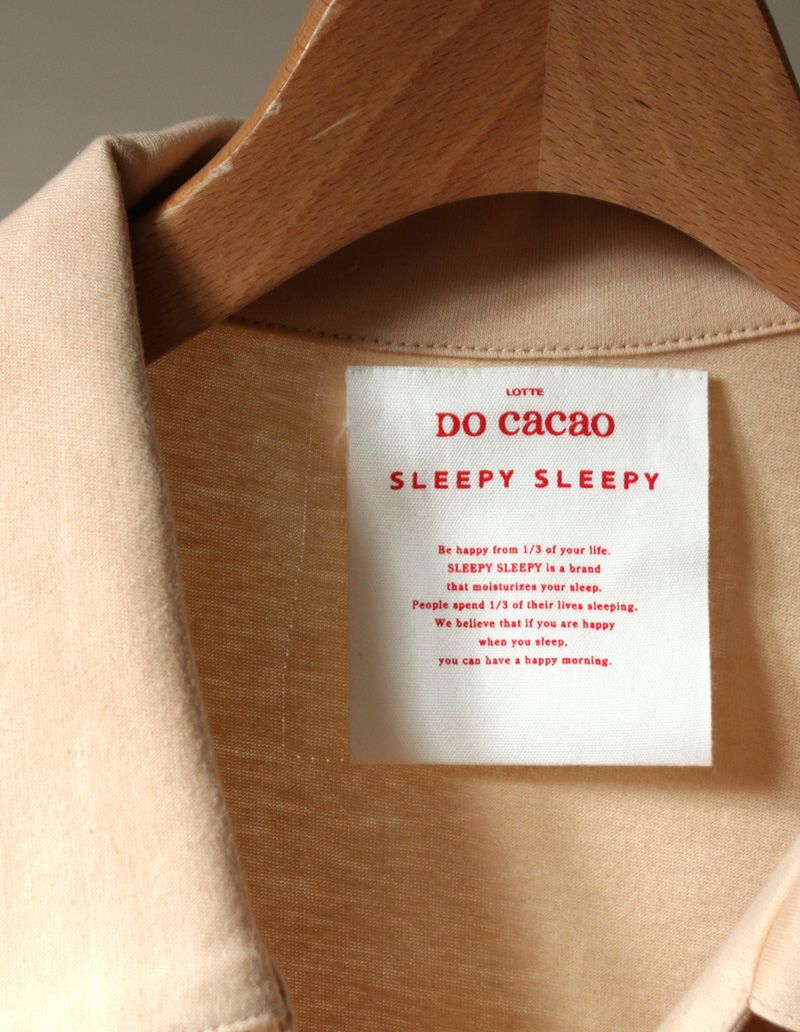 LOTTE
DO cacao
SLEEPY SLEEPY
Be happy from 1/3 of your life.
SLEEPY SLEEPY is a brand
that moisturizes your sleep.
People spend 1/3 of their lives sleeping.
We believe that if you are happy
when you sleep,
you can have a happy morning.